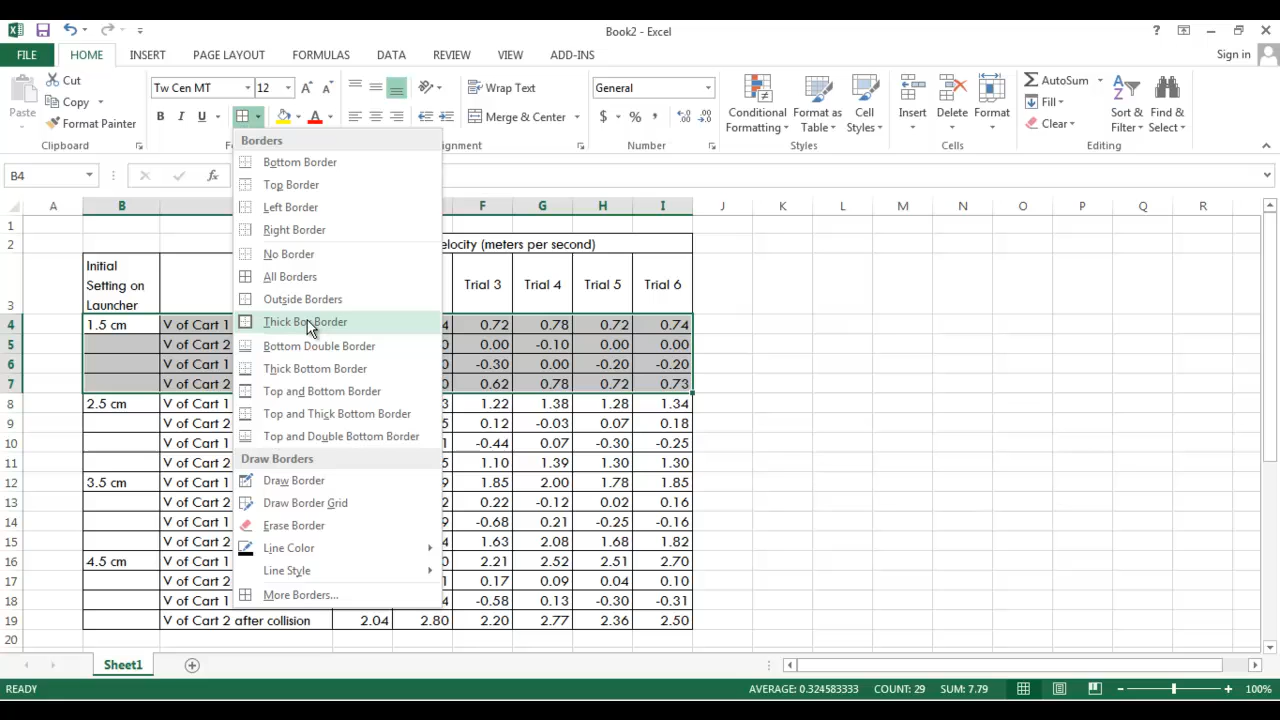 Book2 - Excel
?
FILE HOME INSERT PAGE LAYOUT FORMULAS DATA REVIEW VIEW ADD-INS Sign in
Paste
Cut
Copy
Format Painter
Clipboard
Tw Cen MT 12 A A
B I U A
Wrap Text
Merge & Center
General
$ % ,
Number
Conditional Formatting
Format as Table
Cell Styles
Styles
Insert Delete Format
Cells
AutoSum
Fill
Clear
Sort & Filter
Find & Select
Editing
B4 fx
Borders
Bottom Border
Top Border
Left Border
Right Border
No Border
All Borders
Outside Borders
Thick Box Border
Bottom Double Border
Thick Bottom Border
Top and Bottom Border
Top and Thick Bottom Border
Top and Double Bottom Border
Draw Borders
Draw Border
Draw Border Grid
Erase Border
Line Color
Line Style
More Borders...
A B F G H I J K L M N O P Q R
1
2 elocity (meters per second)
3 Initial Setting on Launcher Trial 3 Trial 4 Trial 5 Trial 6
4 1.5 cm V of Cart 1 4 0.72 0.78 0.72 0.74
5 V of Cart 2 0 0.00 -0.10 0.00 0.00
6 V of Cart 1 0 -0.30 0.00 -0.20 -0.20
7 V of Cart 2 0 0.62 0.78 0.72 0.73
8 2.5 cm V of Cart 1 3 1.22 1.38 1.28 1.34
9 V of Cart 2 5 0.12 -0.03 0.07 0.18
10 V of Cart 1 1 -0.44 0.07 -0.30 -0.25
11 V of Cart 2 5 1.10 1.39 1.30 1.30
12 3.5 cm V of Cart 1 9 1.85 2.00 1.78 1.85
13 V of Cart 2 2 0.22 -0.12 0.02 0.16
14 V of Cart 1 9 -0.68 0.21 -0.25 -0.16
15 V of Cart 2 4 1.63 2.08 1.68 1.82
16 4.5 cm V of Cart 1 1 2.21 2.52 2.51 2.70
17 V of Cart 2 1 0.17 0.09 0.04 0.10
18 V of Cart 1 4 -0.58 0.13 -0.30 -0.31
19 V of Cart 2 after collision 2.04 2.80 2.20 2.77 2.36 2.50
20
Sheet1
READY AVERAGE: 0.324583333 COUNT: 29 SUM: 7.79 100%